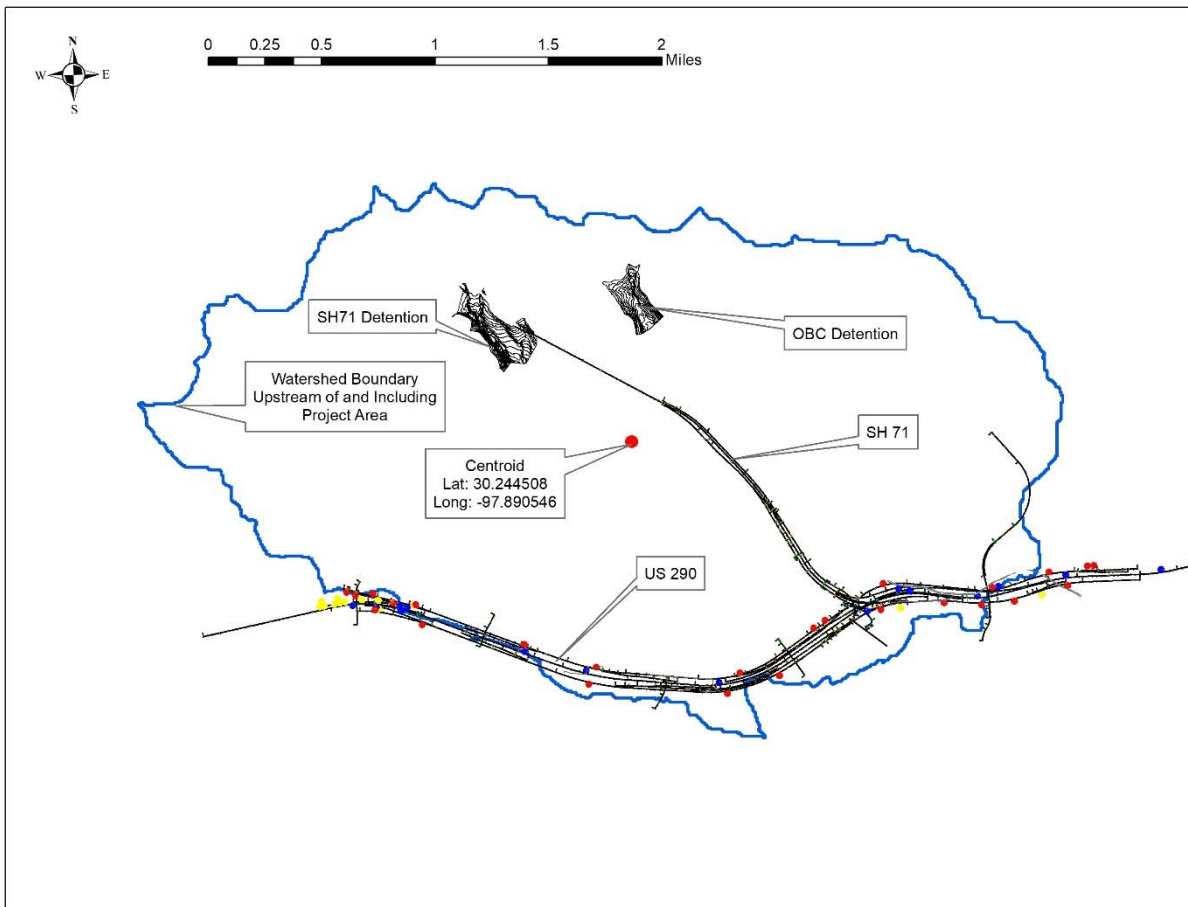 N
W E
S
0 0.25 0.5 1 1.5 2
Miles
SH71 Detention
OBC Detention
Watershed Boundary
Upstream of and Including
Project Area
SH 71
Centroid
Lat: 30.244508
Long: -97.890546
US 290